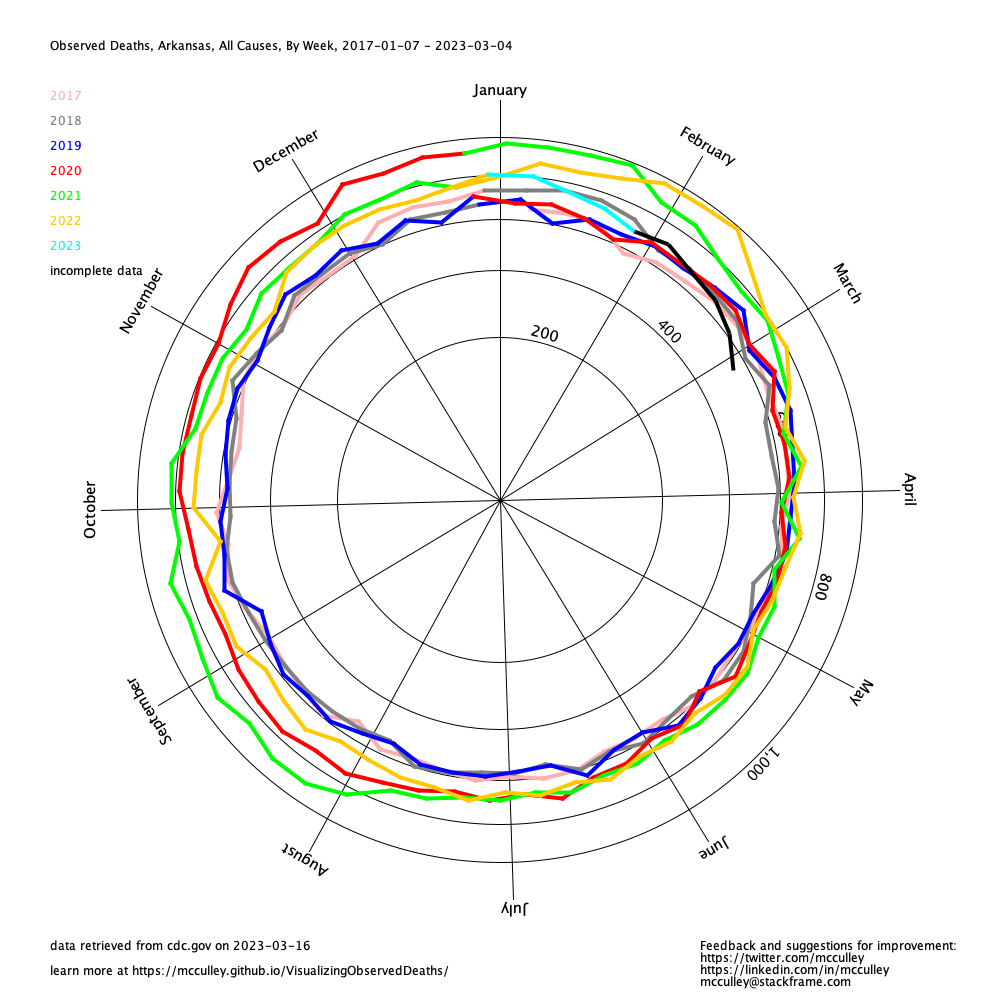 Observed Deaths, Arkansas, All Causes, By Week, 2017-01-07 - 2023-03-04
January
2017
2018
2019
2020
2021
2022
2023
incomplete data
December
February
November
March
200
400
October
April
800
September
May
1,000
August
June
July
data retrieved from cdc.gov on 2023-03-16
learn more at https://mcculley.github.io/VisualizingObservedDeaths/
Feedback and suggestions for improvement:
https://twitter.com/mcculley
https://linkedin.com/in/mcculley
mcculley@stackframe.com